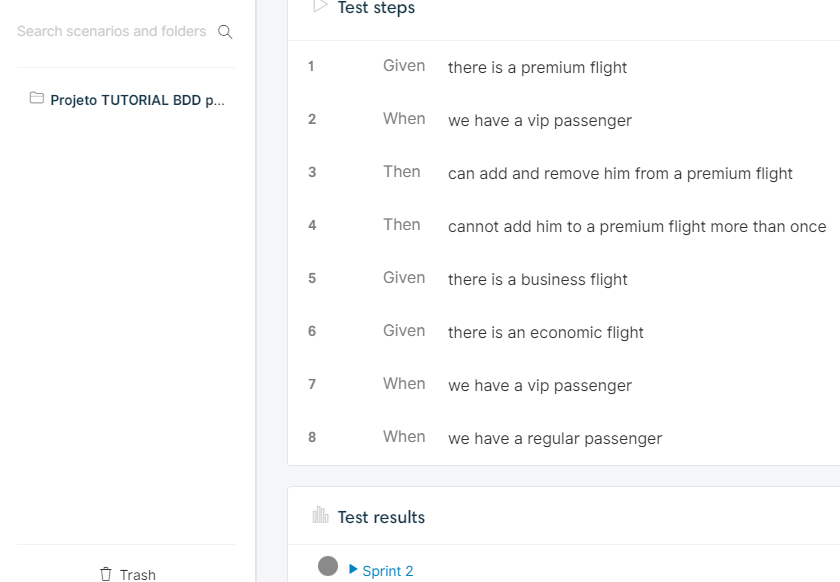 Search scenarios and folders
Projeto TUTORIAL BDD p...
Trash
Test steps
1 Given there is a premium flight
2 When we have a vip passenger
3 Then can add and remove him from a premium flight
4 Then cannot add him to a premium flight more than once
5 Given there is a business flight
6 Given there is an economic flight
7 When we have a vip passenger
8 When we have a regular passenger
Test results
Sprint 2